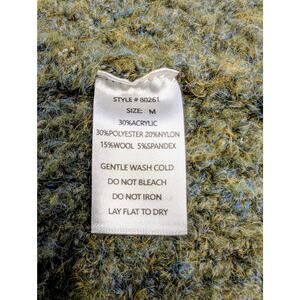 STYLE # 80261
SIZE: M
30%ACRYLIC
30%POLYESTER 20%NYLON
15%WOOL 5%SPANDEX
GENTLE WASH COLD
DO NOT BLEACH
DO NOT IRON
LAY FLAT TO DRY